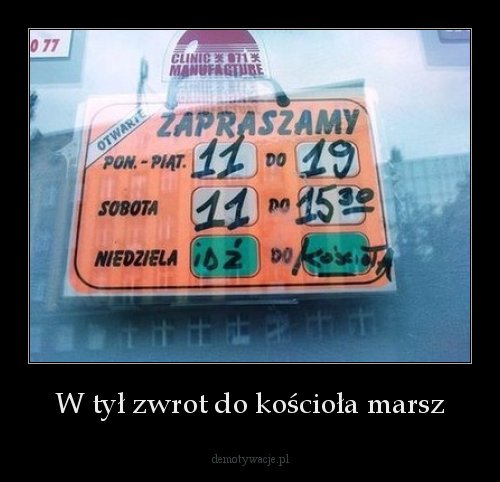 0 77
CLINIC * 071 *
MANUFACTURE
OTWARTE
ZAPRASZAMY
PON. - PIĄT. 11 DO 19
SOBOTA 11 DO 15 30
NIEDZIELA iDź DO kościoła
W tył zwrot do kościoła marsz
demotywacje.pl